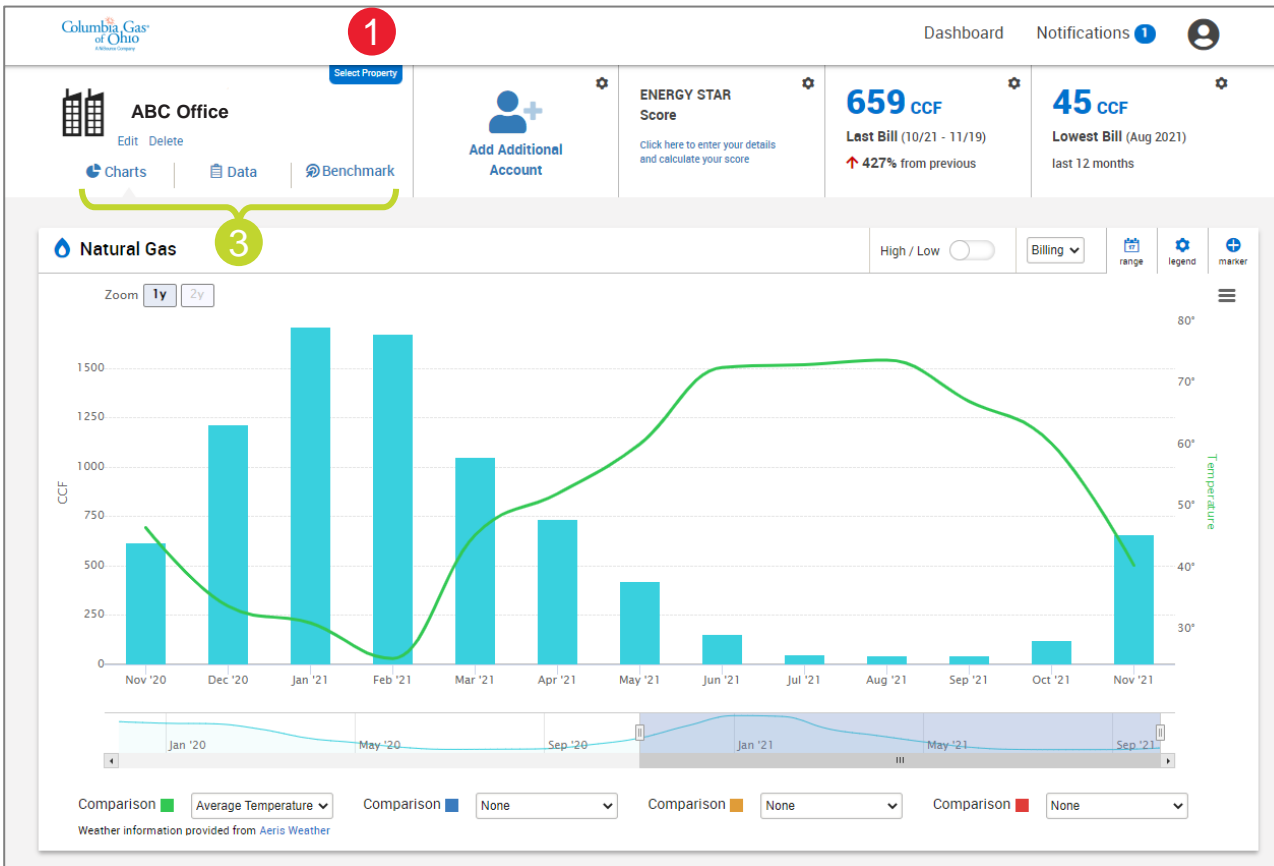 Columbia Gas®
of Ohio
A NiSource Company
1
Dashboard
Notifications 1
Select Property
ABC Office
Edit Delete
Charts Data Benchmark
3
Add Additional
Account
ENERGY STAR
Score
Click here to enter your details
and calculate your score
659 CCF
Last Bill (10/21 - 11/19)
427% from previous
45 CCF
Lowest Bill (Aug 2021)
last 12 months
Natural Gas
High / Low
Billing
17
range
legend
marker
Zoom 1y 2y
CCF
1500
1250
1000
750
500
250
0
80°
70°
60°
50°
40°
30°
Temperature
Nov '20 Dec '20 Jan '21 Feb '21 Mar '21 Apr '21 May '21 Jun '21 Jul '21 Aug '21 Sep '21 Oct '21 Nov '21
Jan '20 May '20 Sep '20 Jan '21 May '21 Sep '21
Comparison Average Temperature Comparison None Comparison None Comparison None
Weather information provided from Aeris Weather